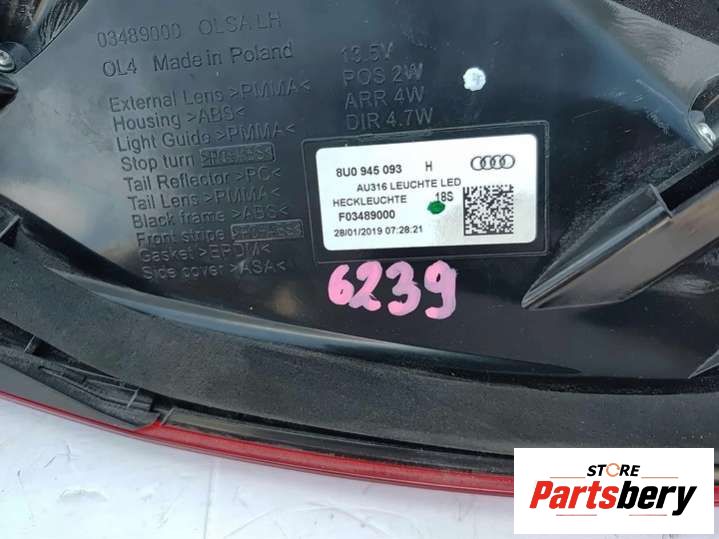 03489000 OLSA LH
OL4 Made in Poland
External Lens >PMMA<
Housing >ABS<
Light Guide >PMMA<
Stop turn
Tail Reflector >PC<
Tail Lens >PMMA<
Black frame >ABS<
Front stripe
Gasket >EPDM<
Side cover >ASA<
13.5V
POS 2W
ARR 4W
DIR 4.7W
8U0 945 093 H
AU316 LEUCHTE LED
HECKLEUCHTE 18S
F03489000
28/01/2019 07:28:21
6239
STORE
Partsbery